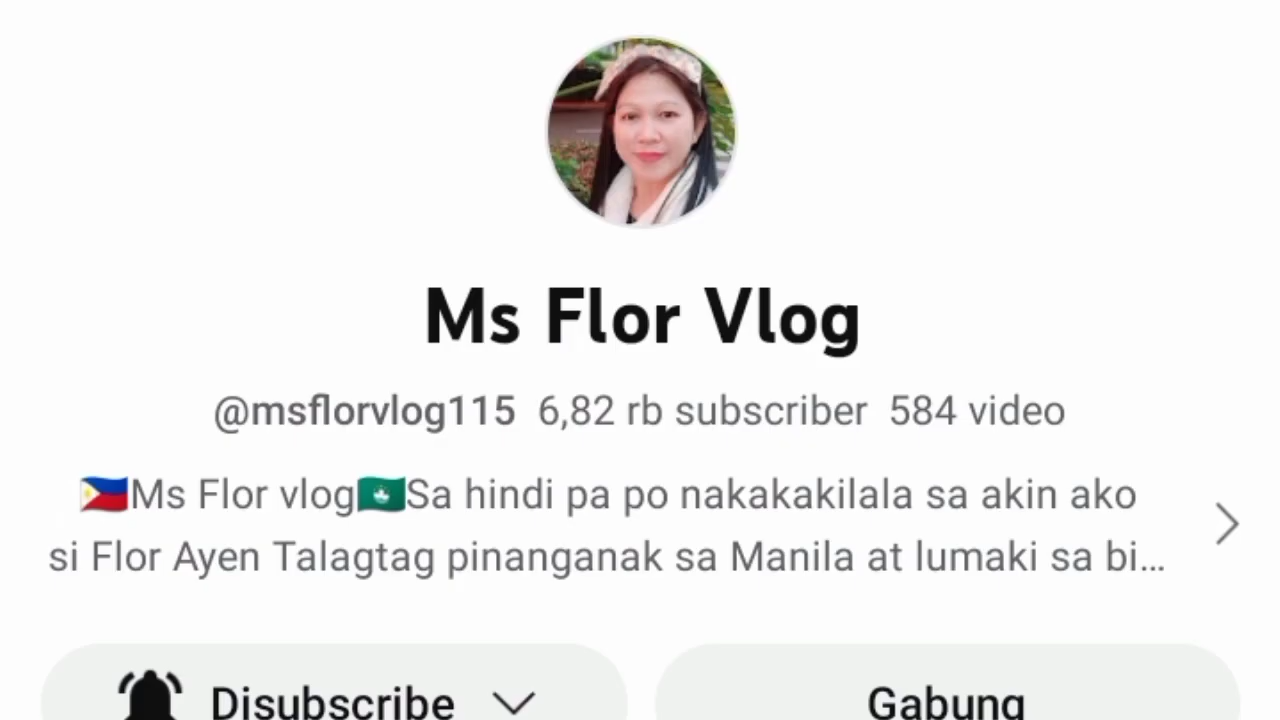 Ms Flor Vlog
@msflorvlog115 6,82 rb subscriber 584 video
🇵🇭Ms Flor vlog🇲🇴Sa hindi pa po nakakakilala sa akin ako
si Flor Ayen Talagtag pinanganak sa Manila at lumaki sa bi...
Disubscribe
Gabung